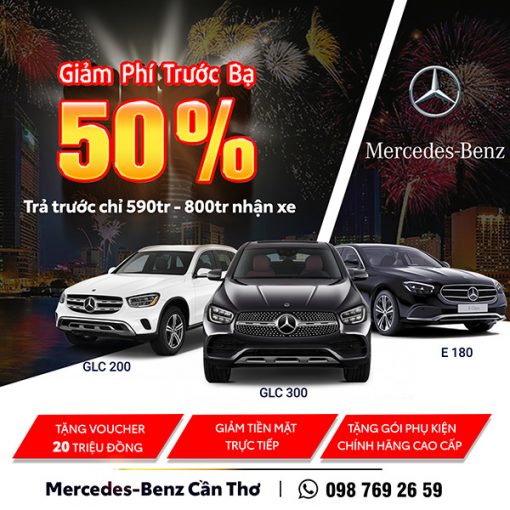 Giảm Phí Trước Bạ
50%
Trả trước chỉ 590tr - 800tr nhận xe
Mercedes-Benz
GLC 200
GLC 300
E 180
TẶNG VOUCHER
20 TRIỆU ĐỒNG
GIẢM TIỀN MẶT
TRỰC TIẾP
TẶNG GÓI PHỤ KIỆN
CHÍNH HÃNG CAO CẤP
Mercedes-Benz Cần Thơ | 098 769 26 59